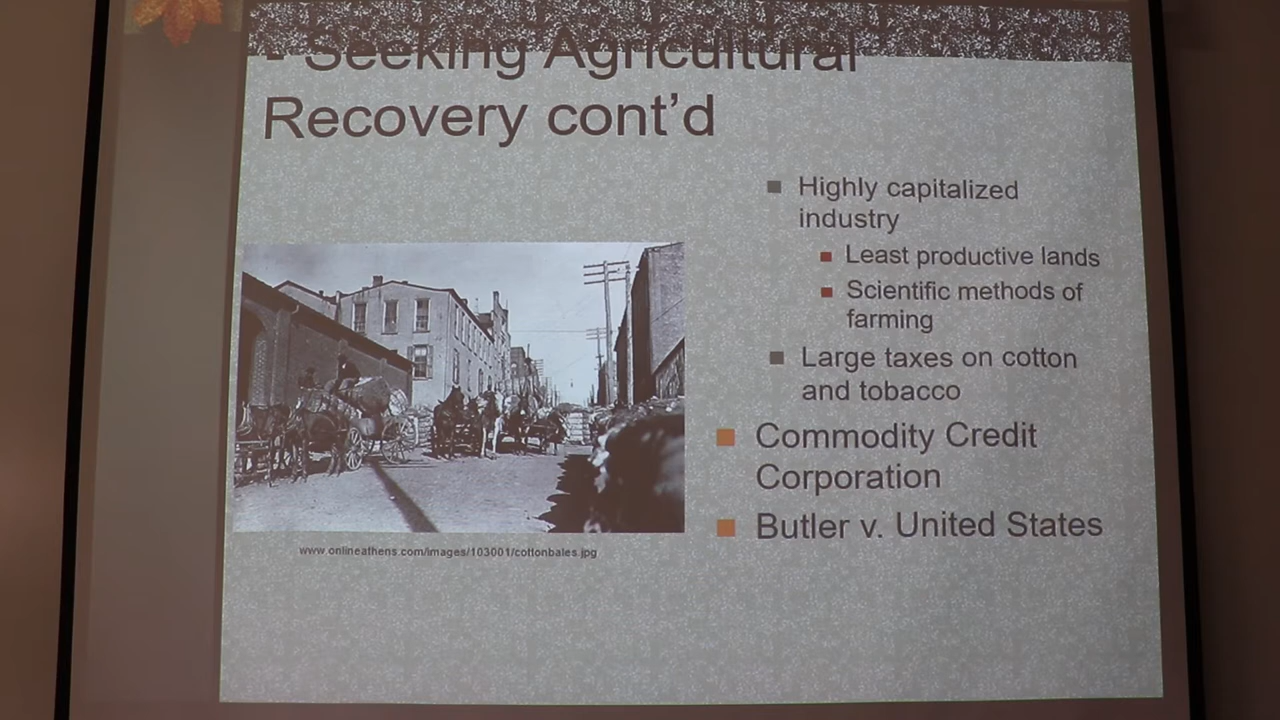 - Seeking Agricultural
Recovery cont'd
Highly capitalized
industry
Least productive lands
Scientific methods of
farming
Large taxes on cotton
and tobacco
Commodity Credit
Corporation
Butler v. United States
www.onlineathens.com/images/103001/cottonbales.jpg